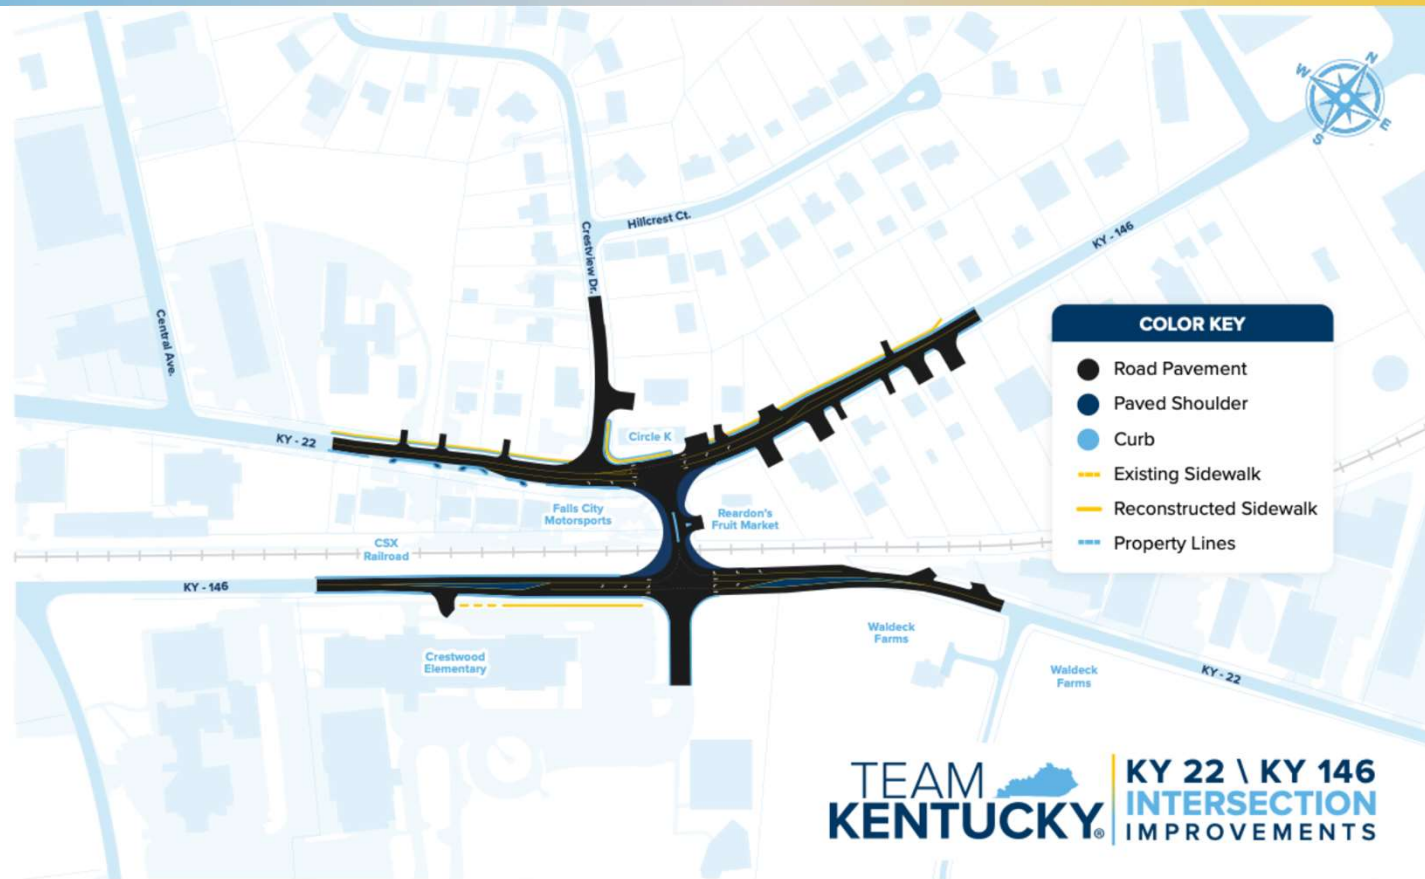 N
W
E
S
Hillcrest Ct.
Crestview Dr.
KY - 146
Central Ave.
COLOR KEY
Road Pavement
Paved Shoulder
Curb
Existing Sidewalk
Reconstructed Sidewalk
Property Lines
KY - 22
Circle K
Falls City
Motorsports
Reardon's
Fruit Market
CSX
Railroad
KY - 146
Waldeck
Farms
Crestwood
Elementary
Waldeck
Farms
KY - 22
TEAM
KENTUCKY®
KY 22 \ KY 146
INTERSECTION
IMPROVEMENTS